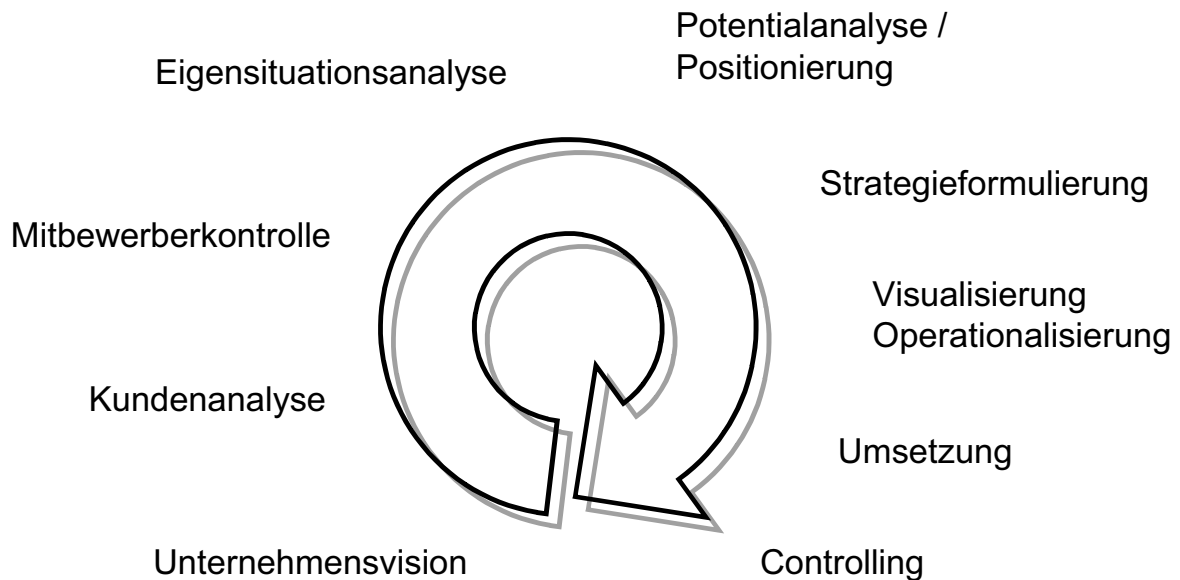 Potentialanalyse /
Positionierung
Eigensituationsanalyse
Strategieformulierung
Mitbewerberkontrolle
Visualisierung
Operationalisierung
Kundenanalyse
Umsetzung
Unternehmensvision
Controlling